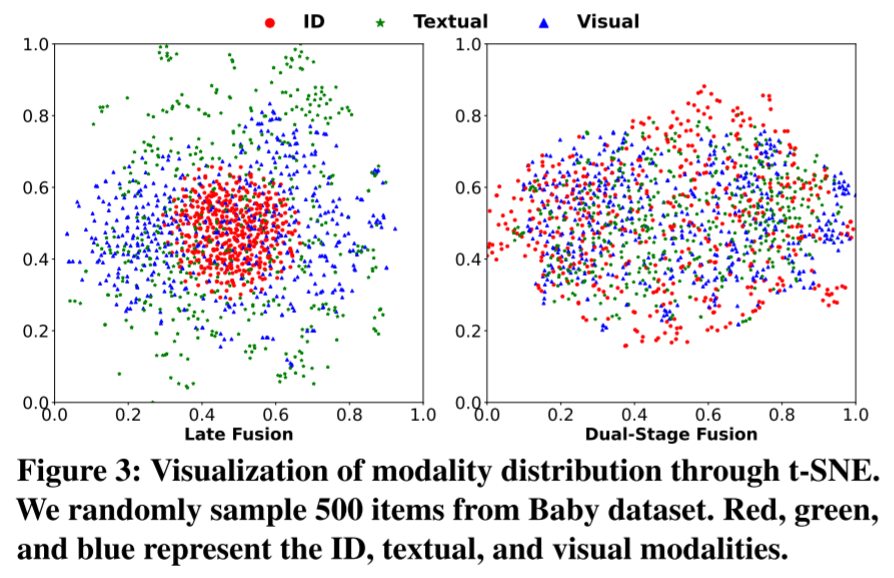 ID Textual Visual
1.0 1.0
0.8 0.8
0.6 0.6
0.4 0.4
0.2 0.2
0.0 0.0
0.0 0.2 0.4 0.6 0.8 1.0 0.0 0.2 0.4 0.6 0.8 1.0
Late Fusion Dual-Stage Fusion
Figure 3: Visualization of modality distribution through t-SNE.
We randomly sample 500 items from Baby dataset. Red, green,
and blue represent the ID, textual, and visual modalities.